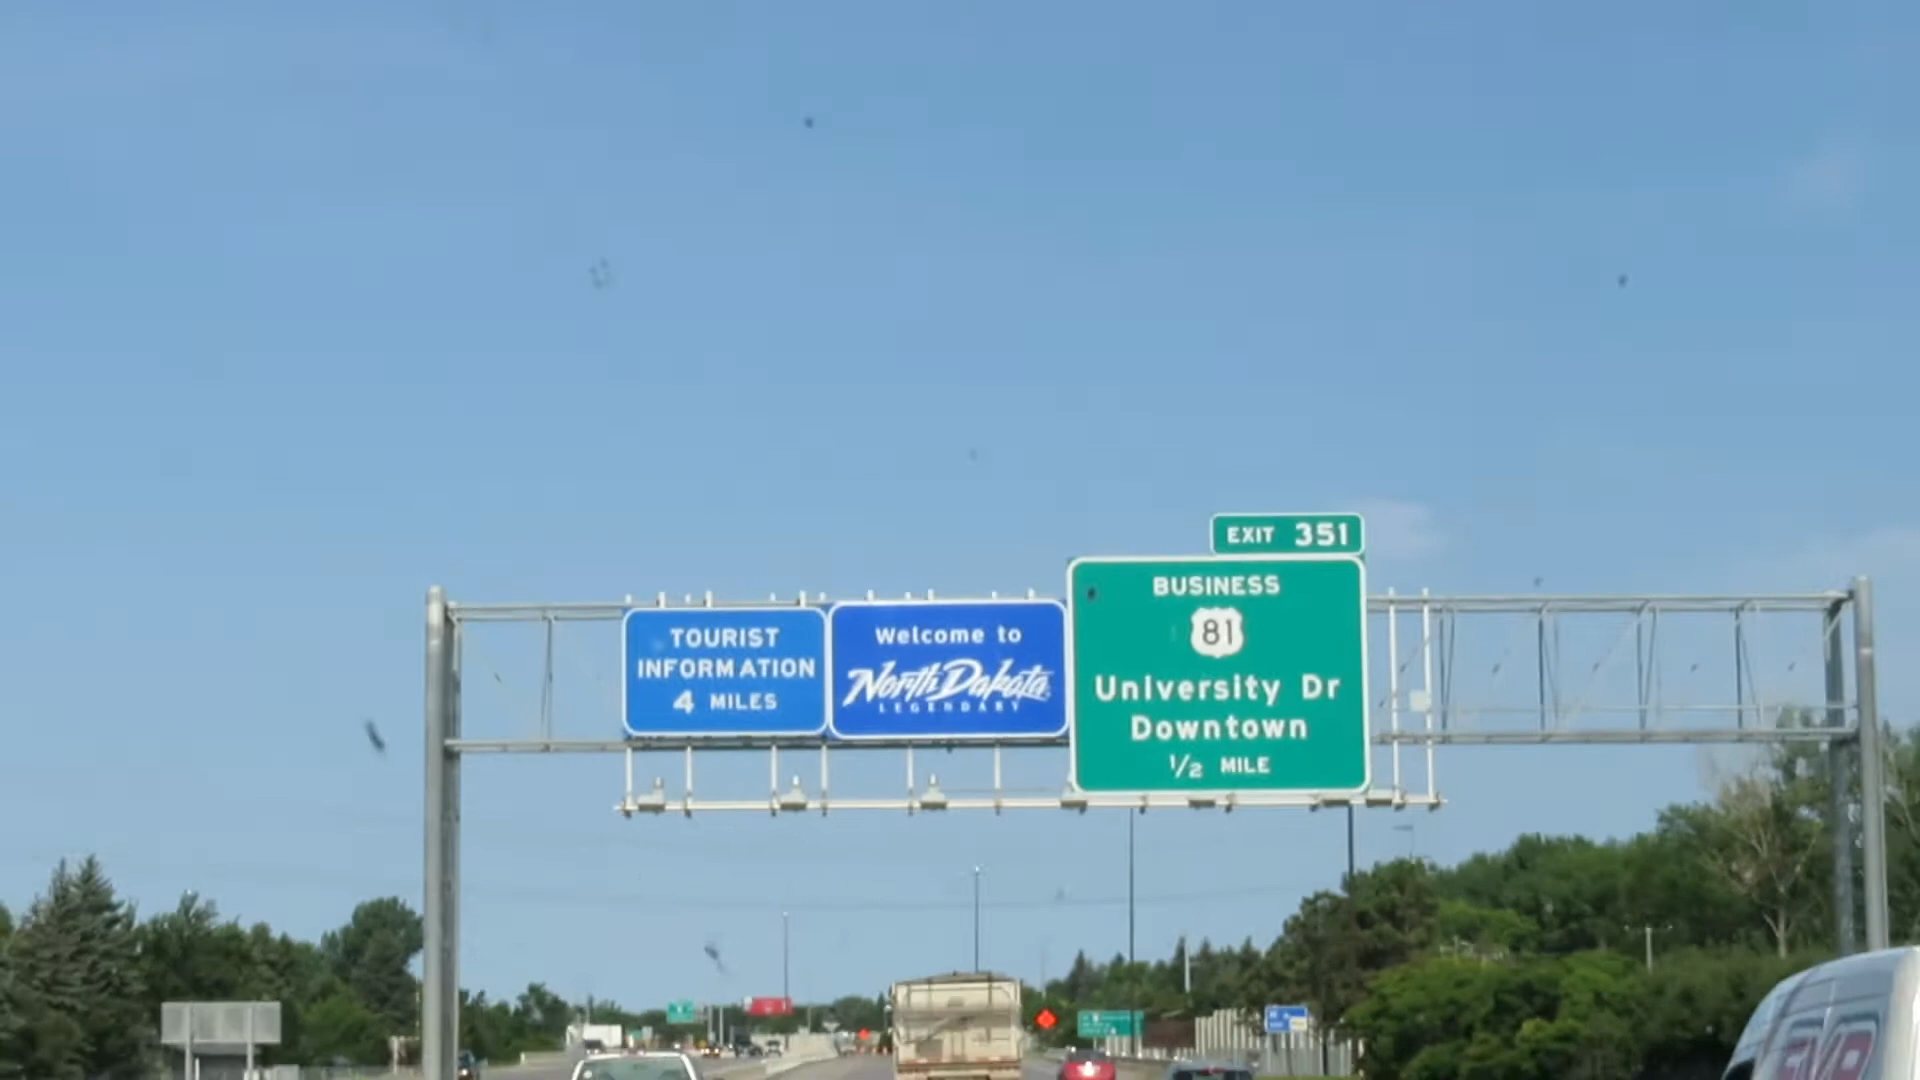 TOURIST
INFORMATION
4 MILES
Welcome to
North Dakota
LEGENDARY
EXIT 351
BUSINESS
81
University Dr
Downtown
1/2 MILE